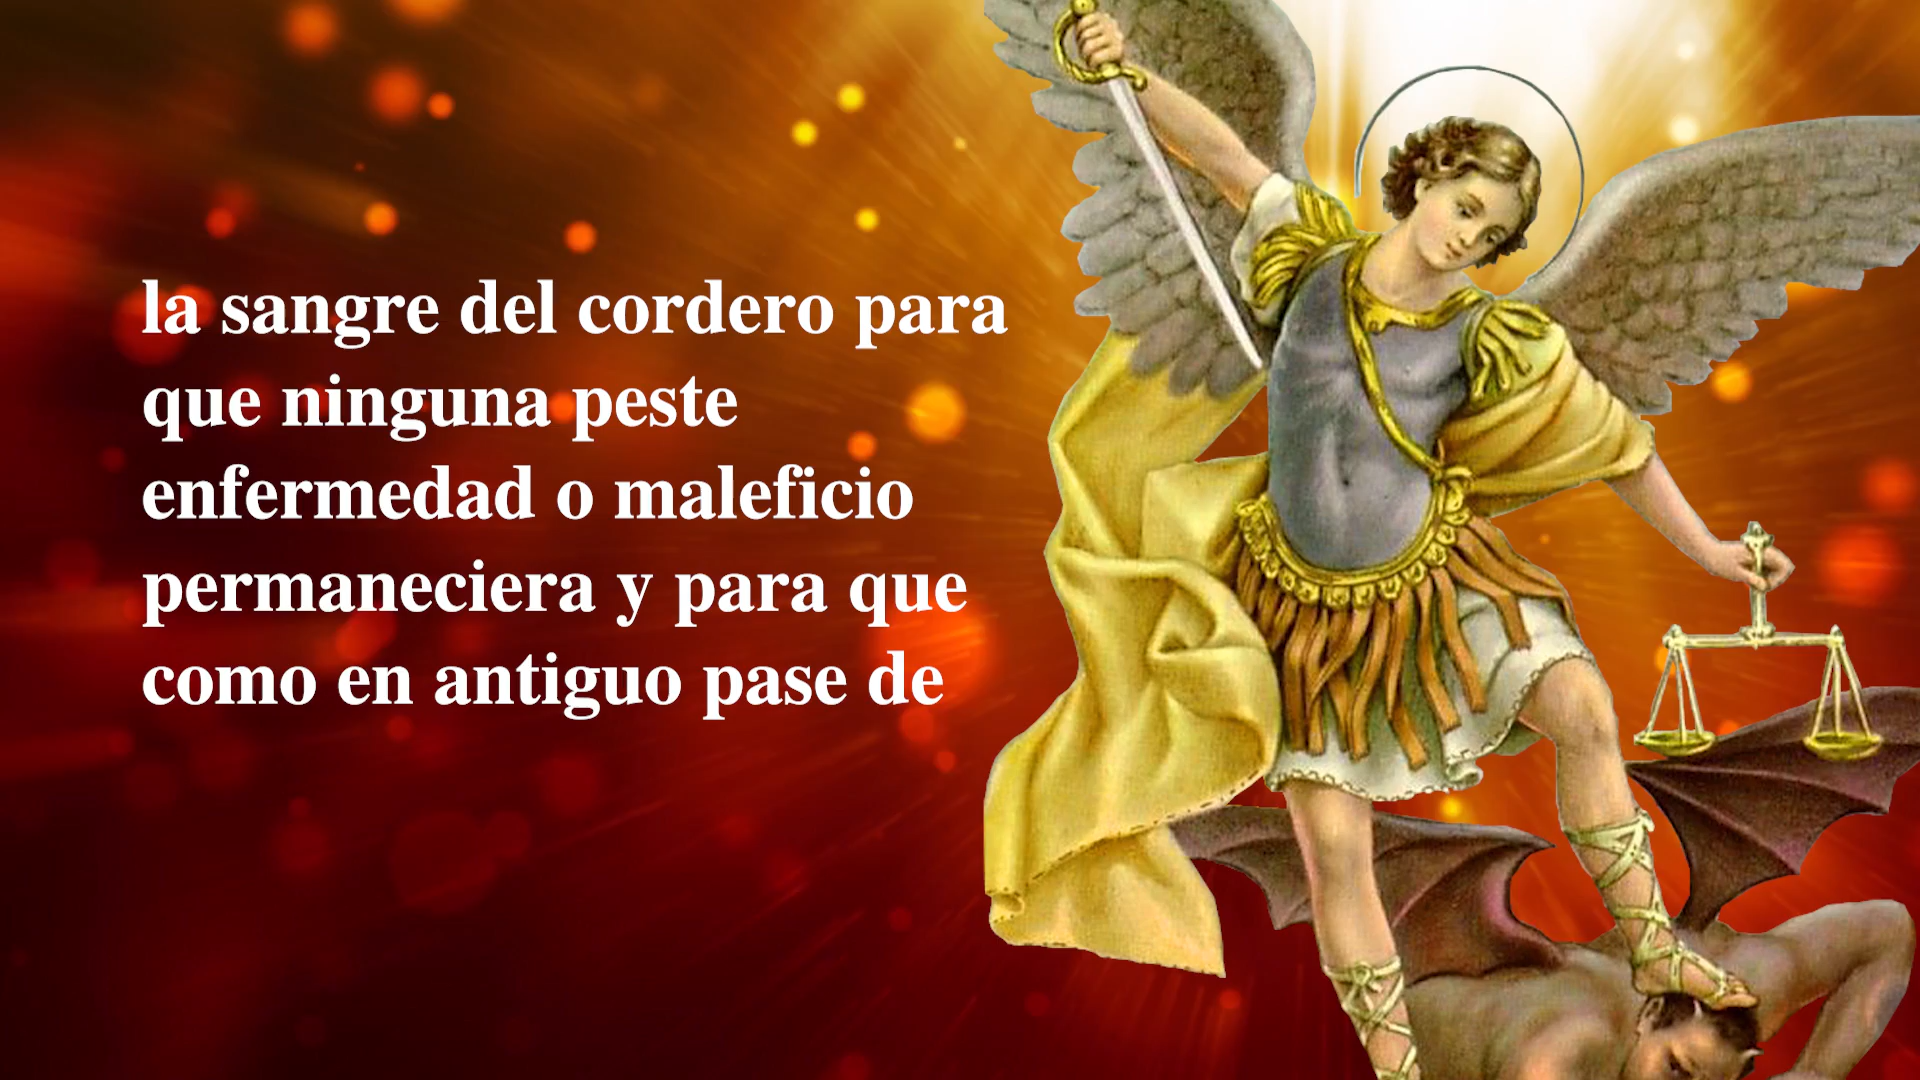 la sangre del cordero para
que ninguna peste
enfermedad o maleficio
permaneciera y para que
como en antiguo pase de